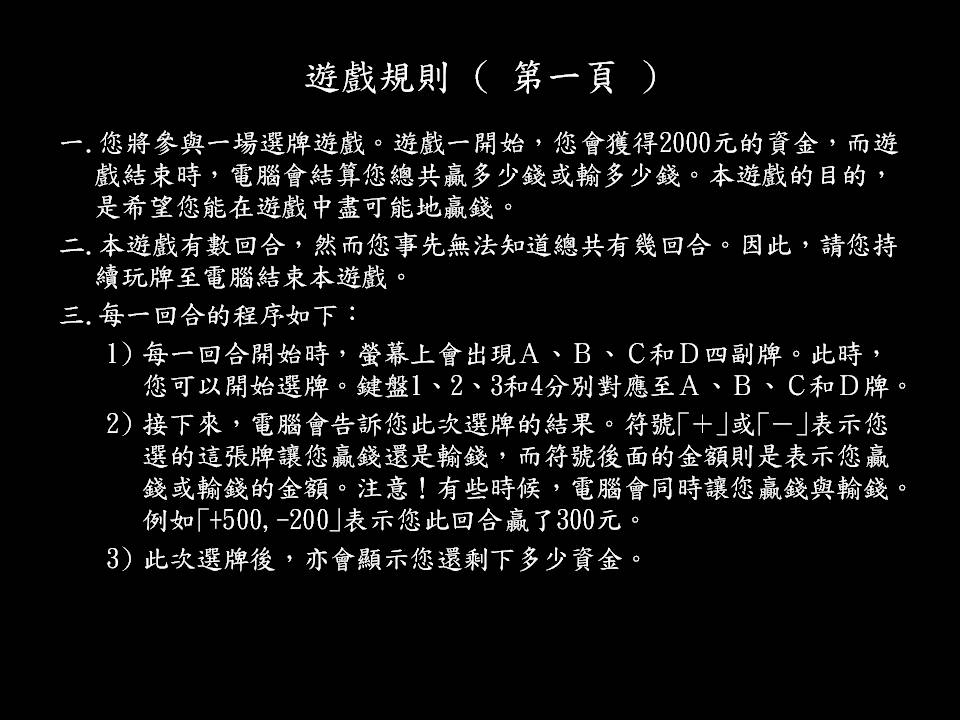 遊戲規則 ( 第一頁 )
一.您將參與一場選牌遊戲。遊戲一開始，您會獲得2000元的資金，而遊
戲結束時，電腦會結算您總共贏多少錢或輸多少錢。本遊戲的目的，
是希望您能在遊戲中盡可能地贏錢。
二.本遊戲有數回合，然而您事先無法知道總共有幾回合。因此，請您持
續玩牌至電腦結束本遊戲。
三.每一回合的程序如下：
1) 每一回合開始時，螢幕上會出現Ａ、Ｂ、Ｃ和Ｄ四副牌。此時，
您可以開始選牌。鍵盤1、2、3和4分別對應至Ａ、Ｂ、Ｃ和Ｄ牌。
2) 接下來，電腦會告訴您此次選牌的結果。符號｢＋｣或｢－｣表示您
選的這張牌讓您贏錢還是輸錢，而符號後面的金額則是表示您贏
錢或輸錢的金額。注意！有些時候，電腦會同時讓您贏錢與輸錢。
例如｢+500,-200｣表示您此回合贏了300元。
3) 此次選牌後，亦會顯示您還剩下多少資金。